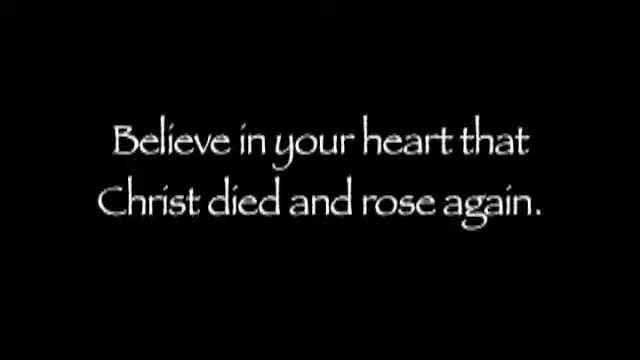 Believe in your heart that
Christ died and rose again.